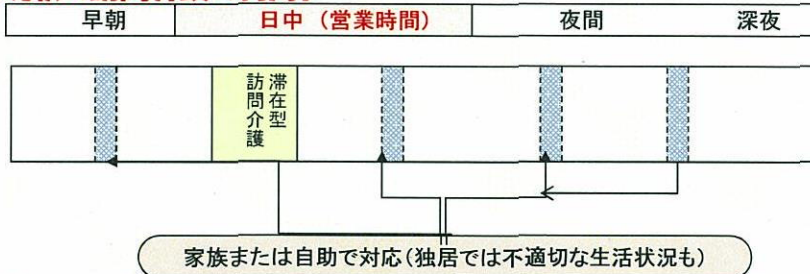 早朝
日中（営業時間）
夜間
深夜
滞在型
訪問介護
家族または自助で対応(独居では不適切な生活状況も)